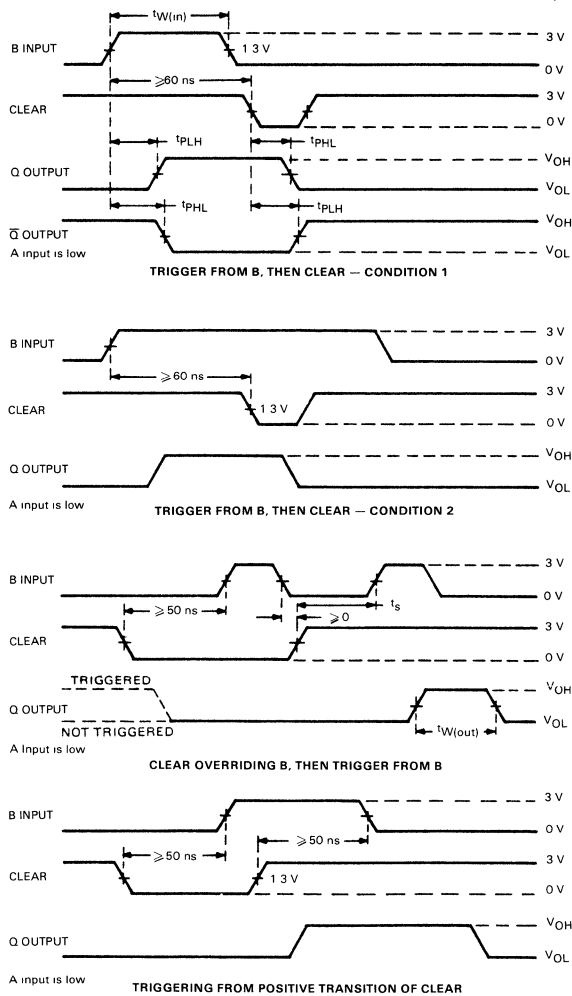 tW(in)
B INPUT
1 3 V
3 V
0 V
⩾60 ns
CLEAR
3 V
0 V
tPLH
tPHL
Q OUTPUT
VOH
VOL
tPHL
tPLH
Q̅ OUTPUT
VOH
VOL
A input is low
TRIGGER FROM B, THEN CLEAR — CONDITION 1
B INPUT
3 V
0 V
⩾60 ns
CLEAR
1 3 V
3 V
0 V
Q OUTPUT
VOH
VOL
A input is low
TRIGGER FROM B, THEN CLEAR — CONDITION 2
B INPUT
3 V
0 V
⩾50 ns
ts
⩾0
CLEAR
3 V
0 V
TRIGGERED
Q OUTPUT
NOT TRIGGERED
VOH
VOL
tW(out)
A Input is low
CLEAR OVERRIDING B, THEN TRIGGER FROM B
B INPUT
3 V
0 V
⩾50 ns
⩾50 ns
CLEAR
1 3 V
3 V
0 V
Q OUTPUT
VOH
VOL
A input is low
TRIGGERING FROM POSITIVE TRANSITION OF CLEAR